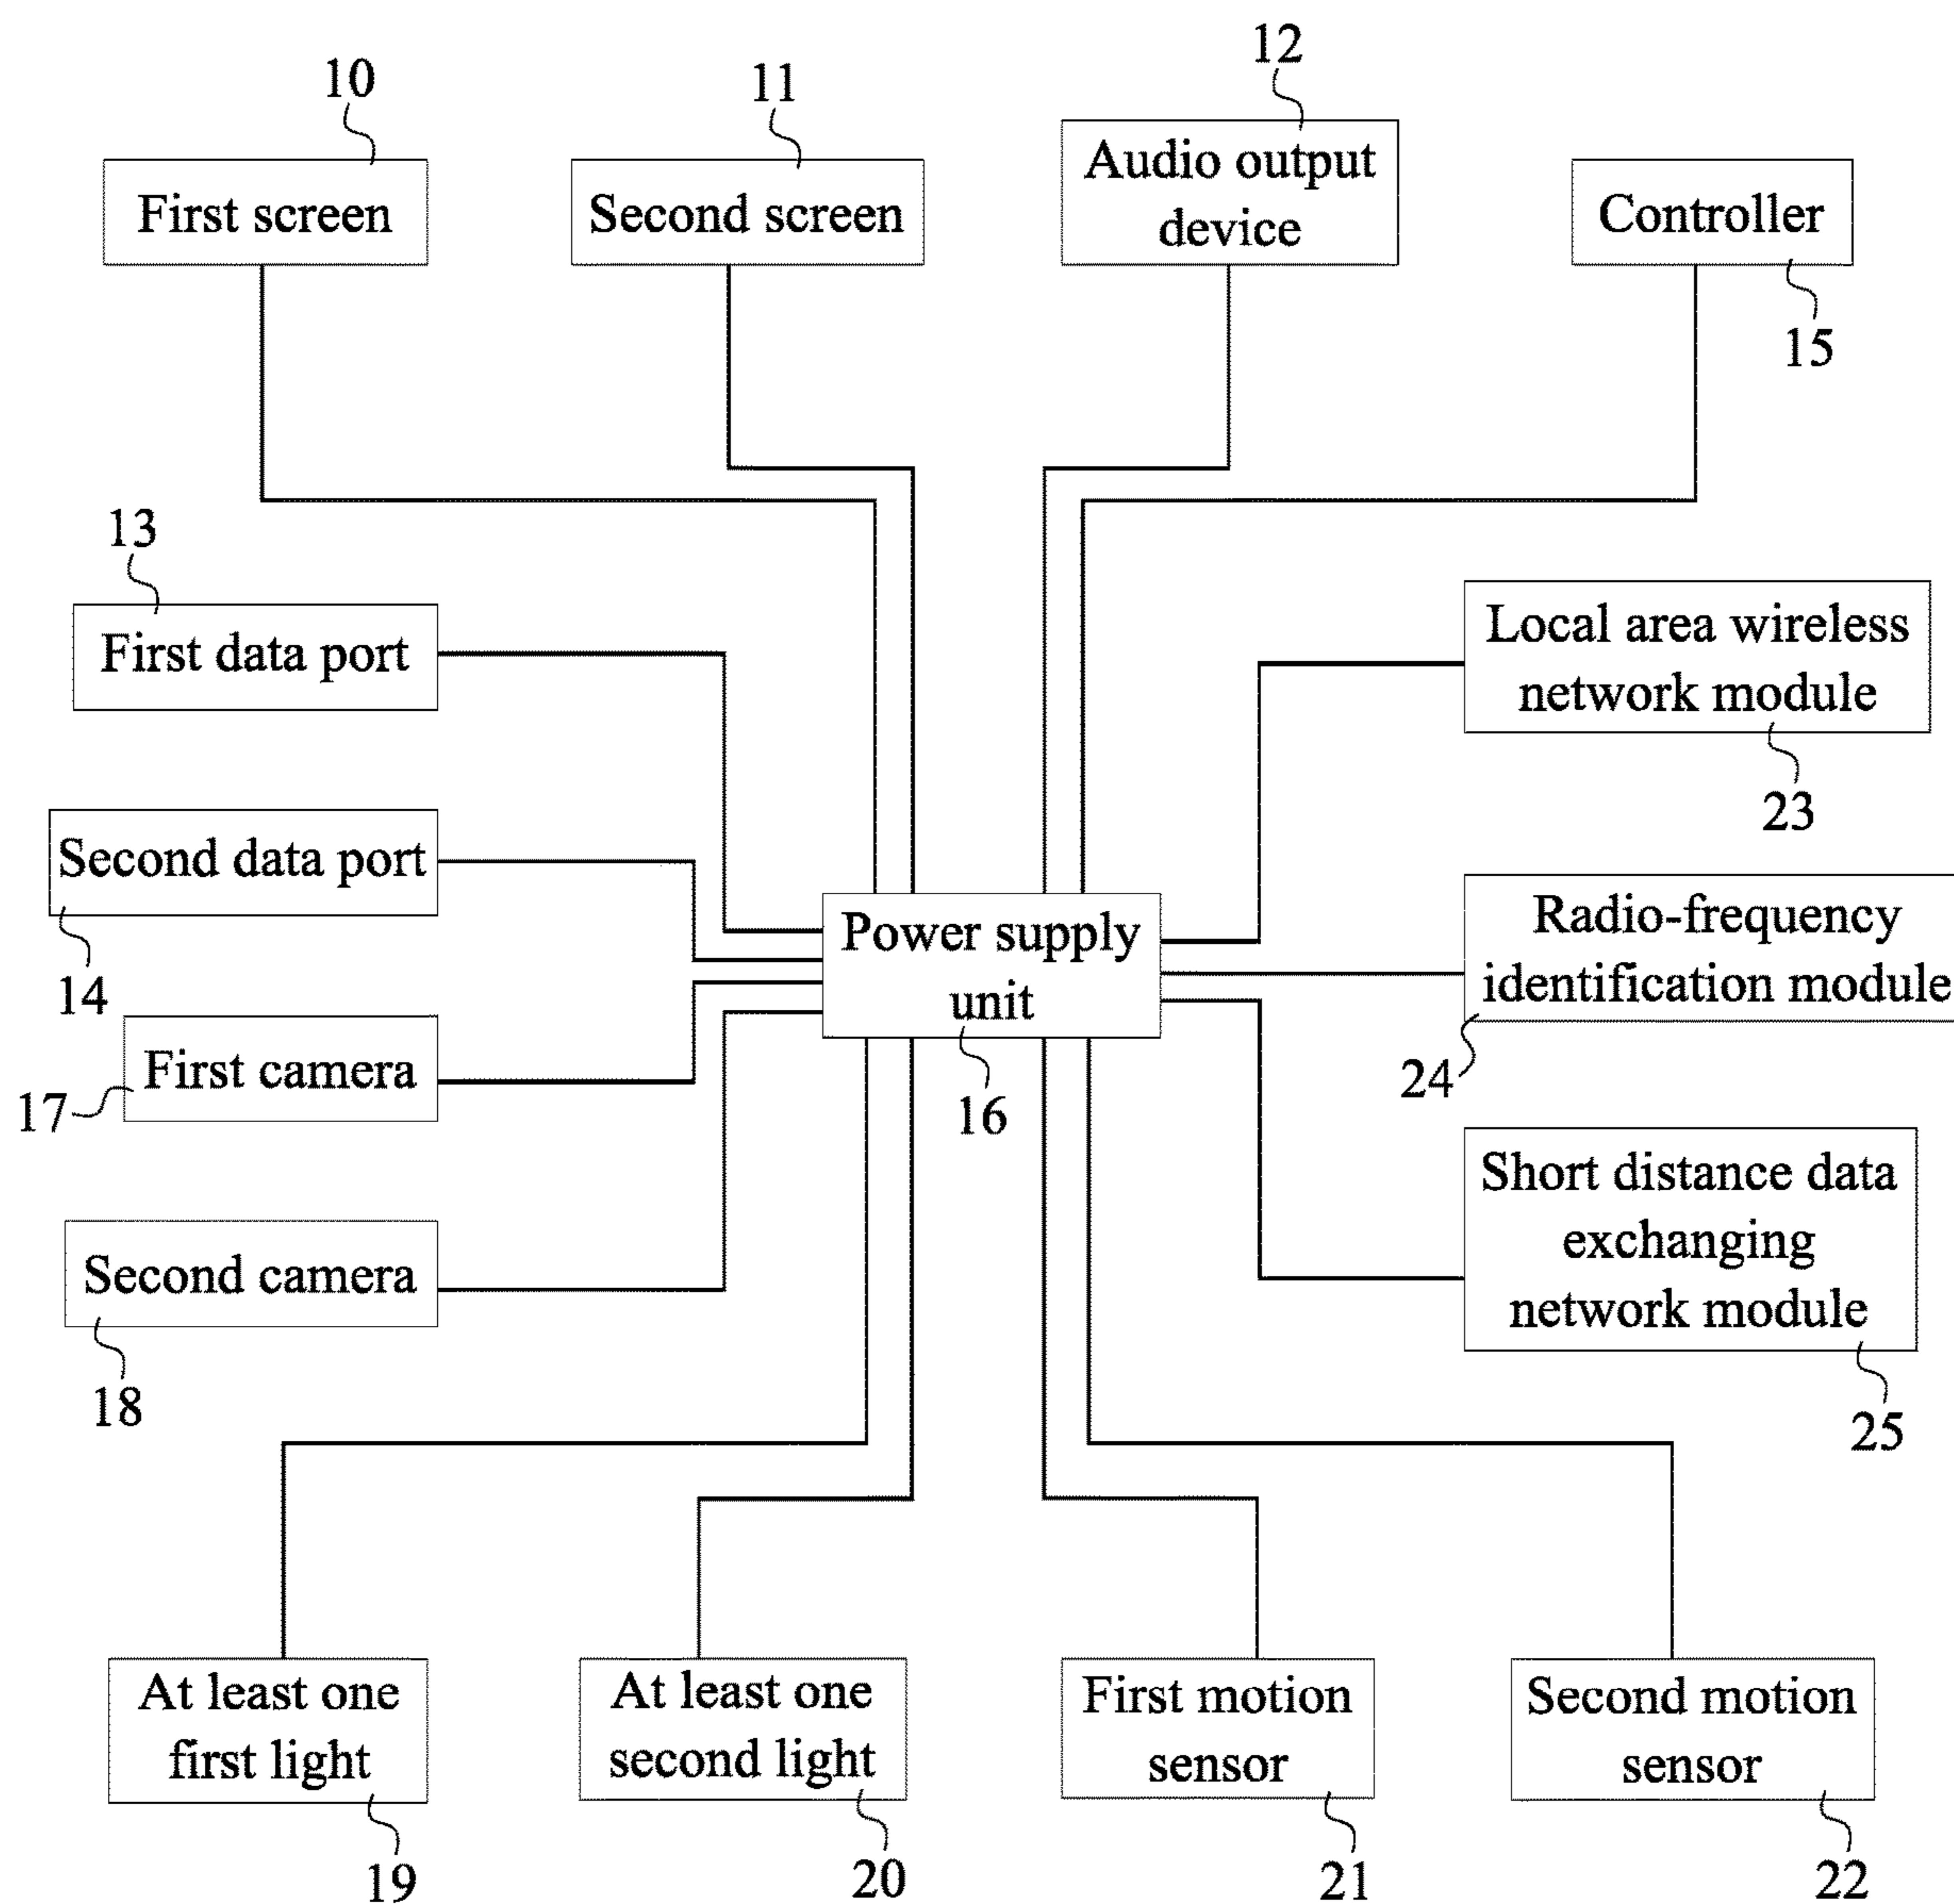 10
11
12
First screen
Second screen
Audio output
device
Controller
15
13
First data port
Local area wireless
network module
23
Second data port
14
Power supply
unit
16
Radio-frequency
identification module
24
First camera
17
Short distance data
exchanging
network module
25
Second camera
18
At least one
first light
19
At least one
second light
20
First motion
sensor
21
Second motion
sensor
22